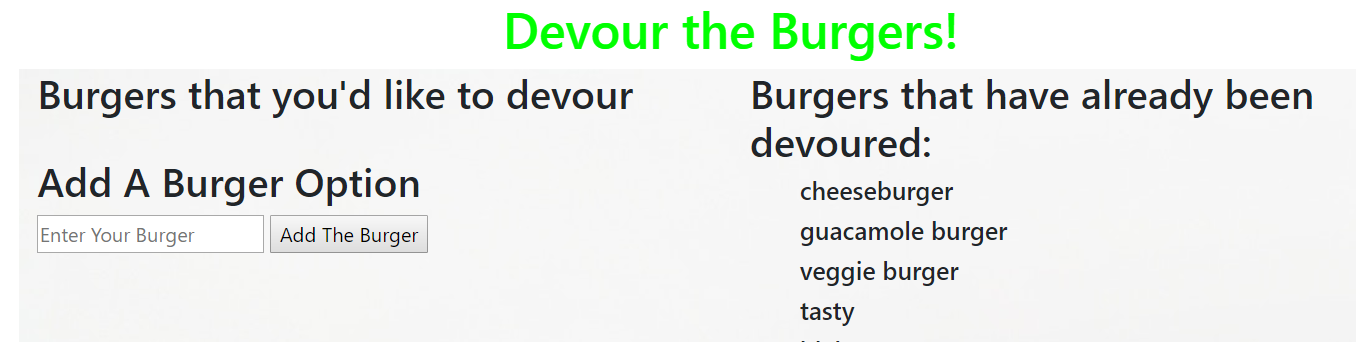 Devour the Burgers!
Burgers that you'd like to devour
Add A Burger Option
Enter Your Burger
Add The Burger
Burgers that have already been
devoured:
cheeseburger
guacamole burger
veggie burger
tasty